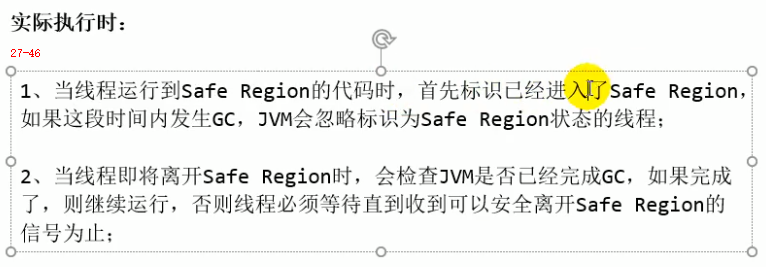 实际执行时：
27-46
1、当线程运行到Safe Region的代码时，首先标识已经进入了Safe Region，
如果这段时间内发生GC，JVM会忽略标识为Safe Region状态的线程；
2、当线程即将离开Safe Region时，会检查JVM是否已经完成GC，如果完成
了，则继续运行，否则线程必须等待直到收到可以安全离开Safe Region的
信号为止；